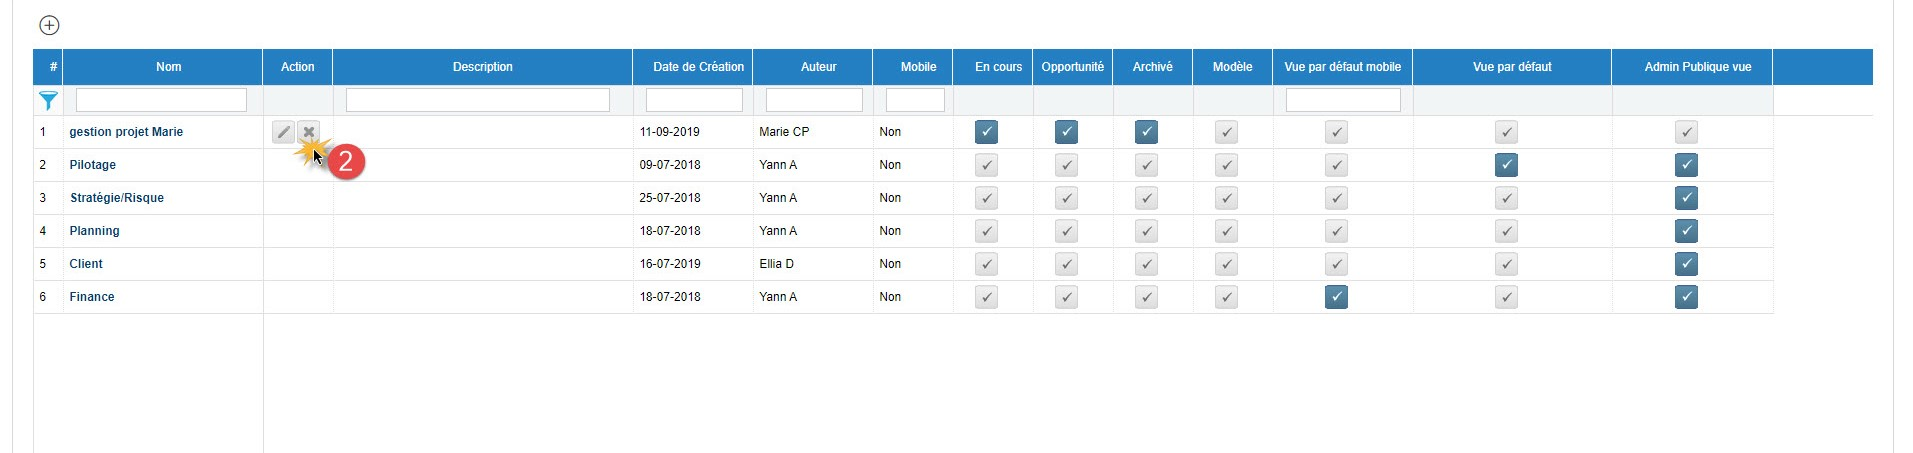 # Nom Action Description Date de Création Auteur Mobile En cours Opportunité Archivé Modèle Vue par défaut mobile Vue par défaut Admin Publique vue
1 gestion projet Marie 11-09-2019 Marie CP Non
2
2 Pilotage 09-07-2018 Yann A Non
3 Stratégie/Risque 25-07-2018 Yann A Non
4 Planning 18-07-2018 Yann A Non
5 Client 16-07-2019 Ellia D Non
6 Finance 18-07-2018 Yann A Non